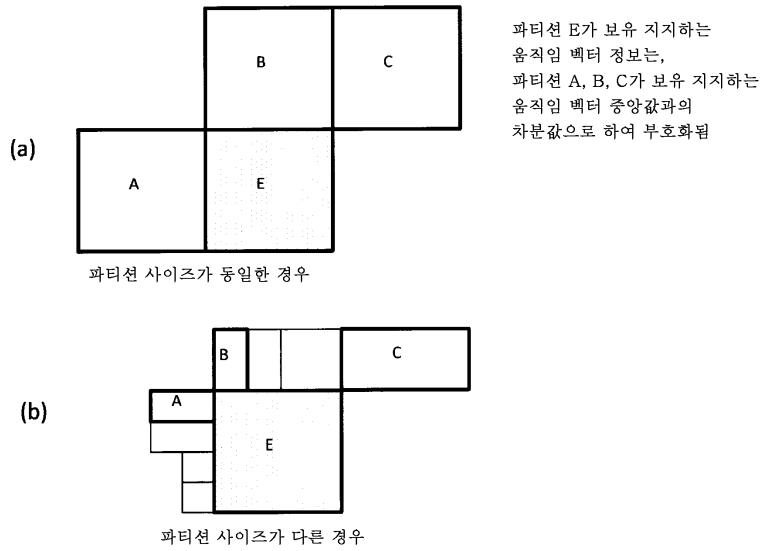 B
C
파티션 E가 보유 지지하는
움직임 벡터 정보는,
파티션 A, B, C가 보유 지지하는
움직임 벡터 중앙값과의
차분값으로 하여 부호화됨
(a)
A
E
파티션 사이즈가 동일한 경우
B
C
A
(b)
E
파티션 사이즈가 다른 경우